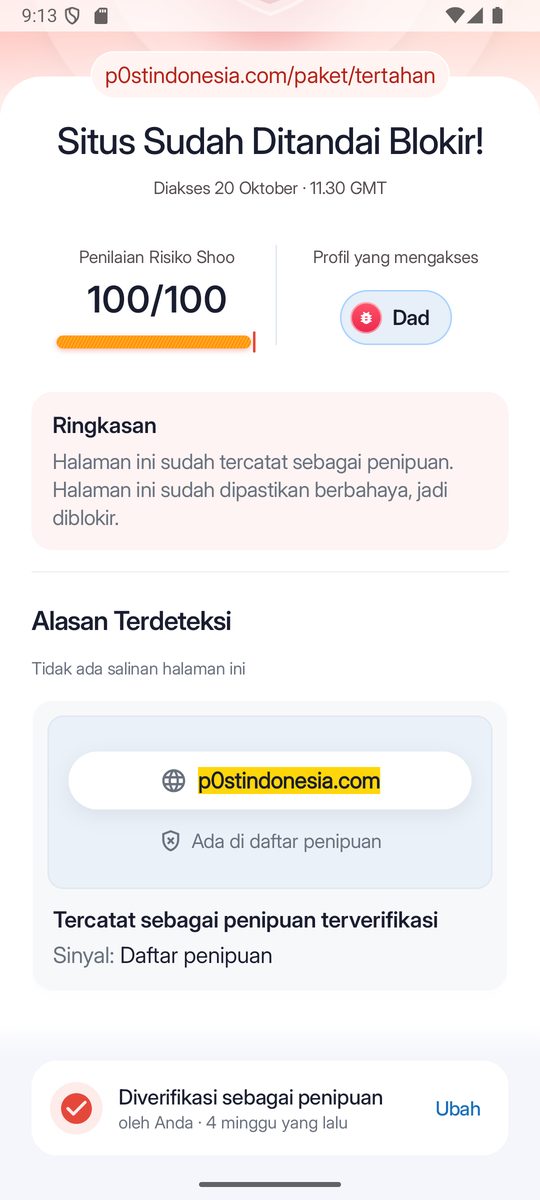 9:13
p0stindonesia.com/paket/tertahan
Situs Sudah Ditandai Blokir!
Diakses 20 Oktober · 11.30 GMT
Penilaian Risiko Shoo
100/100
Profil yang mengakses
Dad
Ringkasan
Halaman ini sudah tercatat sebagai penipuan.
Halaman ini sudah dipastikan berbahaya, jadi
diblokir.
Alasan Terdeteksi
Tidak ada salinan halaman ini
p0stindonesia.com
Ada di daftar penipuan
Tercatat sebagai penipuan terverifikasi
Sinyal: Daftar penipuan
Diverifikasi sebagai penipuan
oleh Anda · 4 minggu yang lalu
Ubah